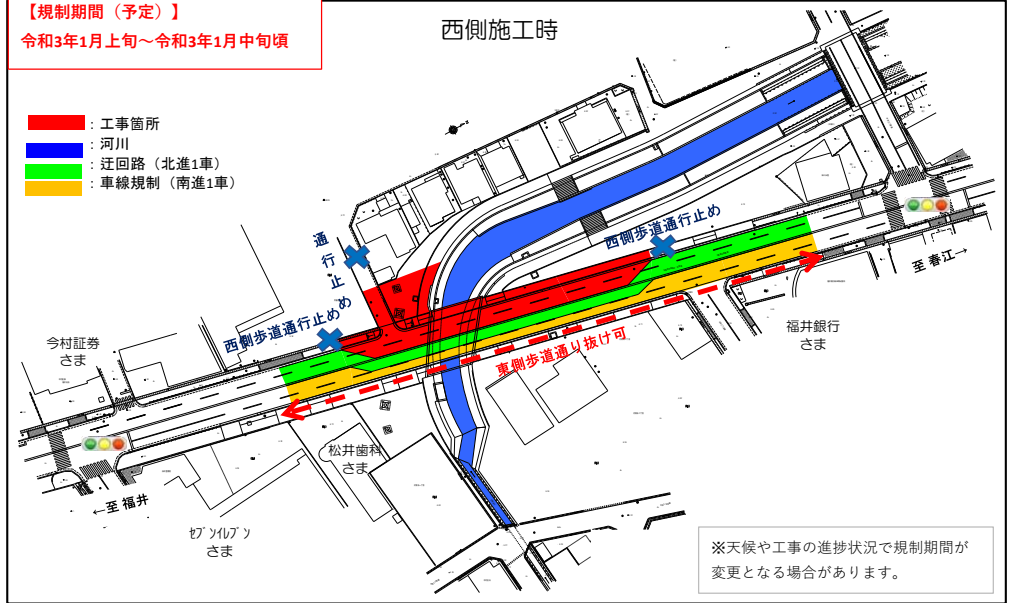 【規制期間（予定）】
令和3年1月上旬～令和3年1月中旬頃
西側施工時
：工事箇所
：河川
：迂回路（北進1車）
：車線規制（南進1車）
通行止め
西側歩道通行止め
西側歩道通行止め
至 春江→
今村証券
さま
福井銀行
さま
東側歩道通り抜け可
松井歯科
さま
←至 福井
ｾﾌﾞﾝｲﾚﾌﾞﾝ
さま
※天候や工事の進捗状況で規制期間が
変更となる場合があります。